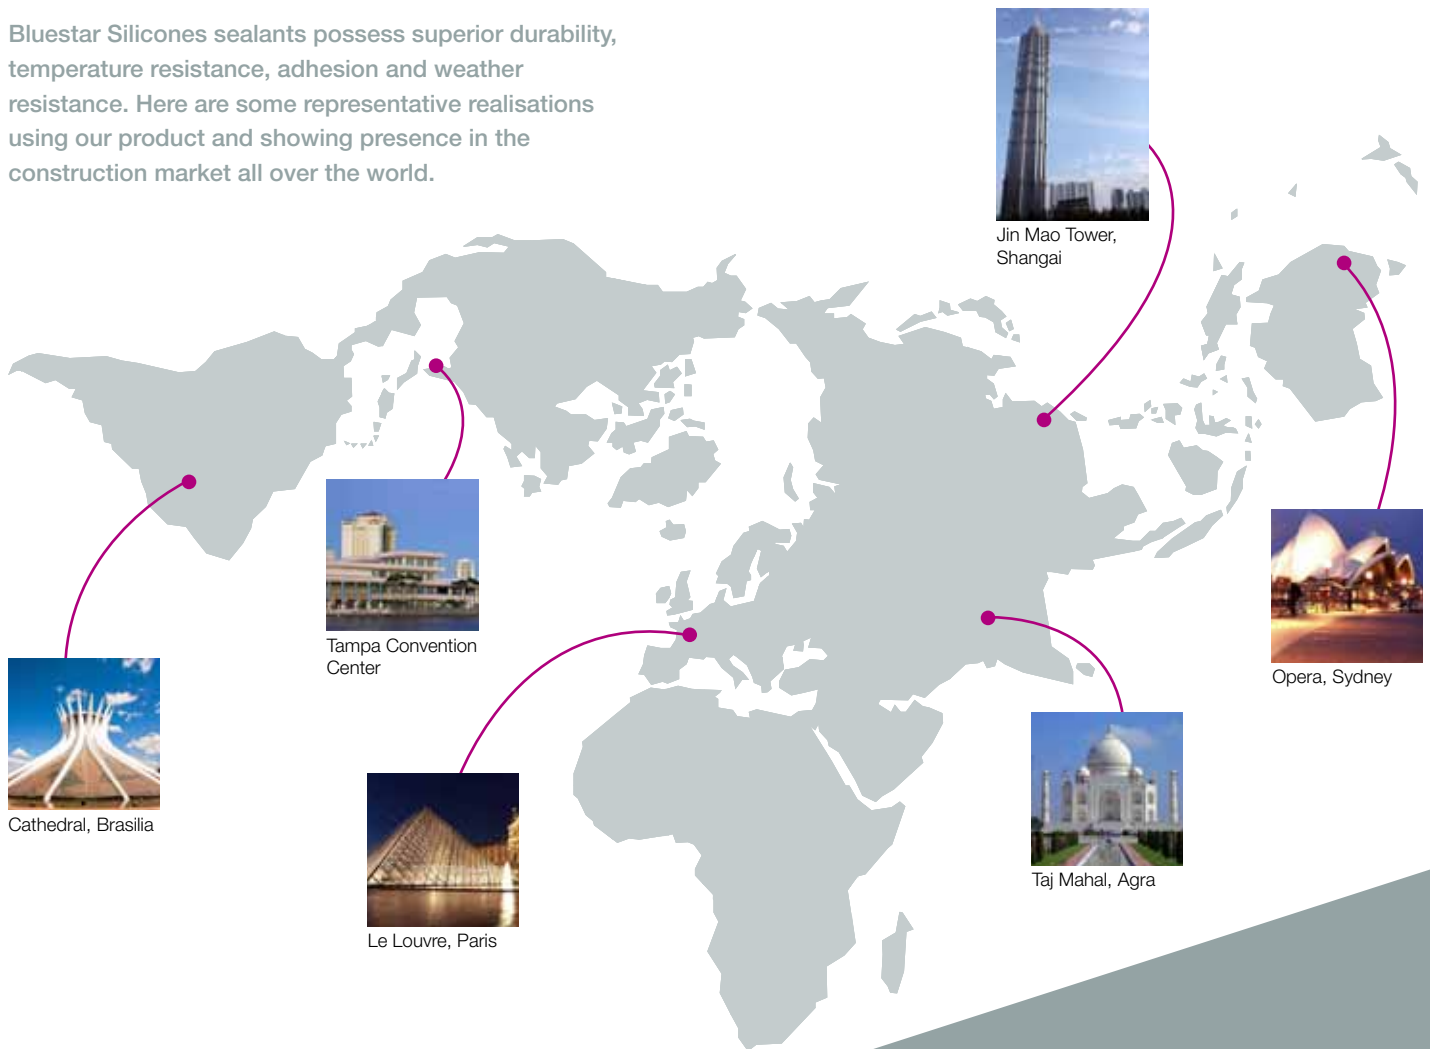 Bluestar Silicones sealants possess superior durability,
temperature resistance, adhesion and weather
resistance. Here are some representative realisations
using our product and showing presence in the
construction market all over the world.
Jin Mao Tower,
Shangai
Tampa Convention
Center
Opera, Sydney
Cathedral, Brasilia
Taj Mahal, Agra
Le Louvre, Paris